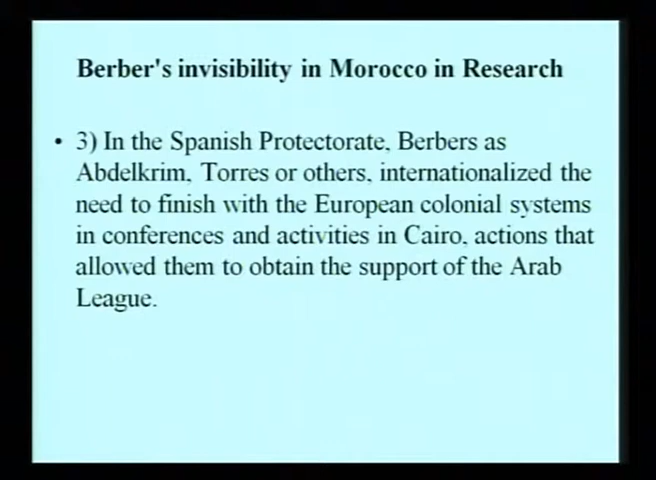 Berber's invisibility in Morocco in Research
• 3) In the Spanish Protectorate, Berbers as
Abdelkrim, Torres or others, internationalized the
need to finish with the European colonial systems
in conferences and activities in Cairo, actions that
allowed them to obtain the support of the Arab
League.